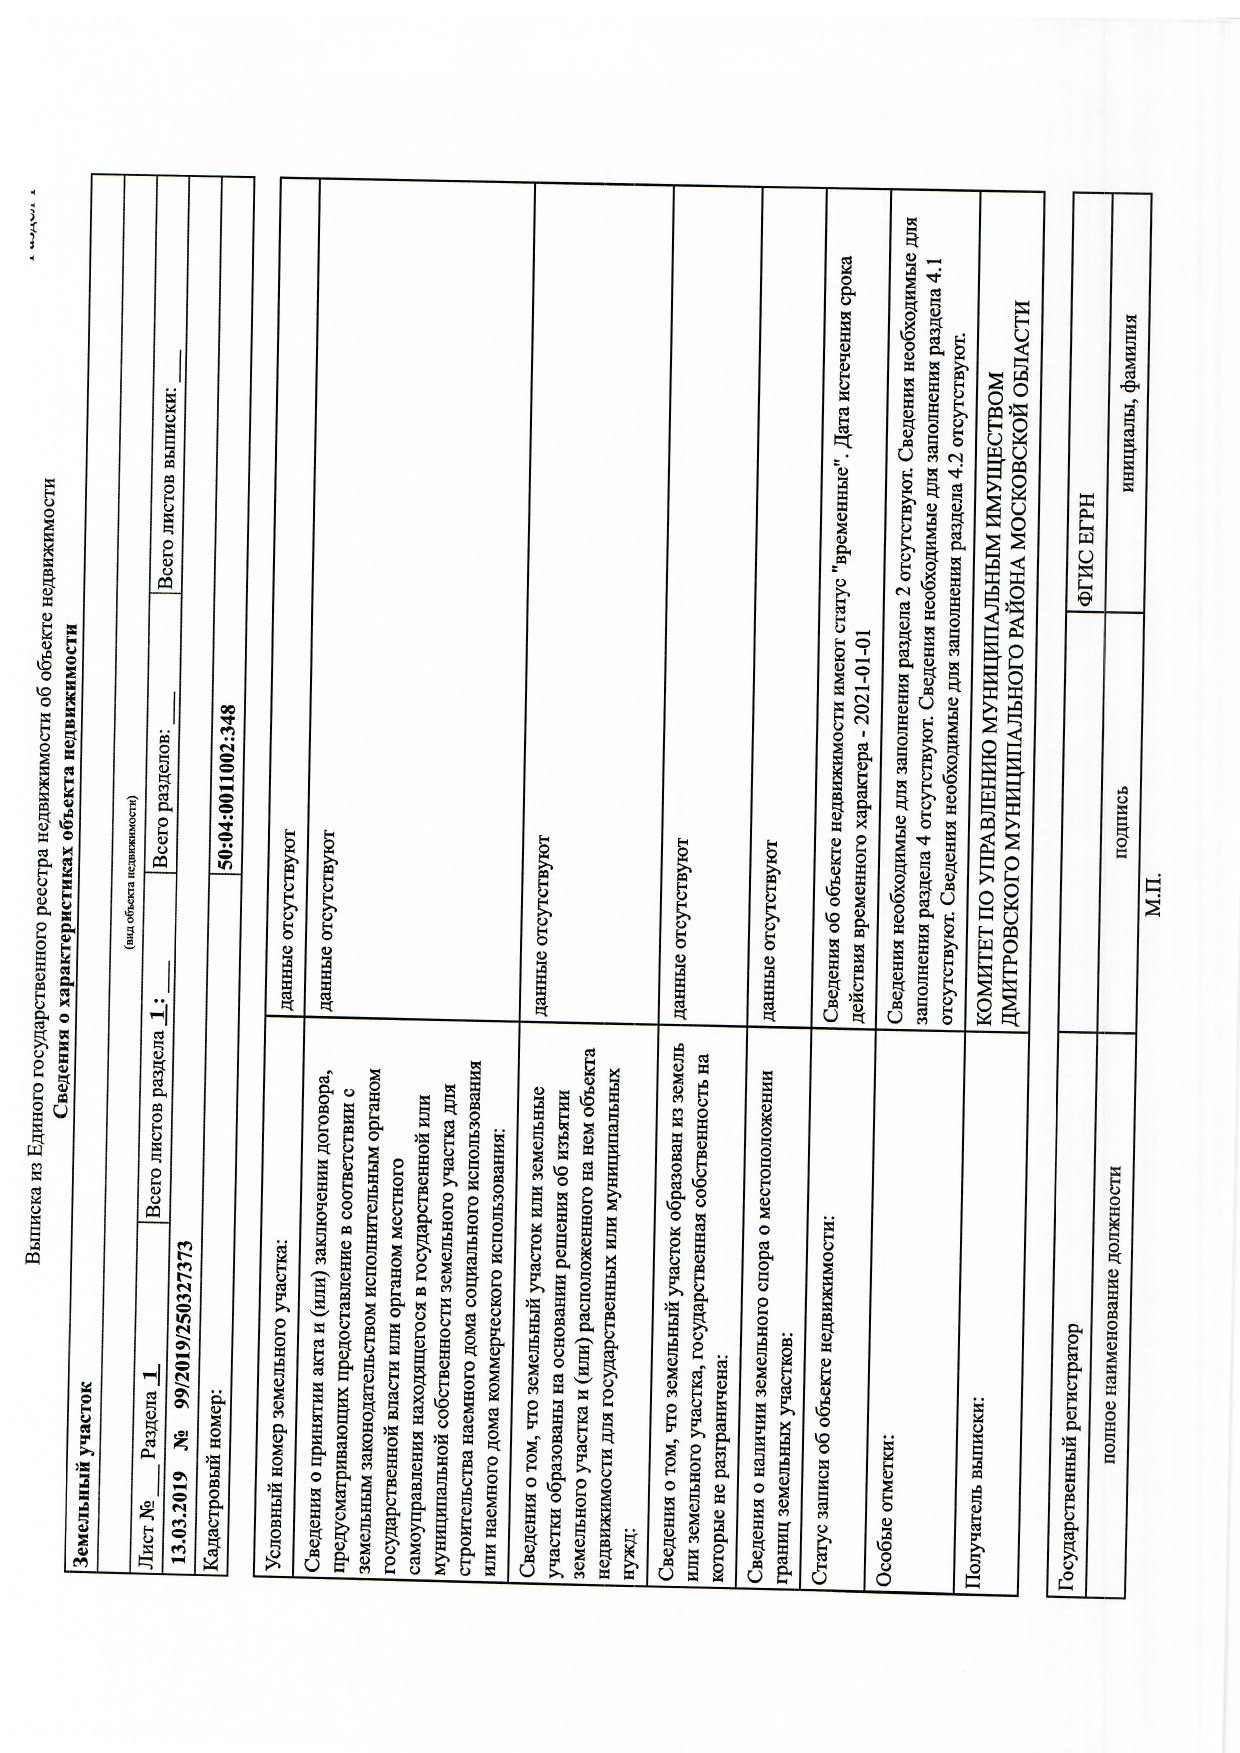 Раздел 1
Выписка из Единого государственного реестра недвижимости об объекте недвижимости
Сведения о характеристиках объекта недвижимости
Земельный участок
(вид объекта недвижимости)
Лист № ___ Раздела 1
Всего листов раздела 1 : ___
Всего разделов: ___
Всего листов выписки: ___
13.03.2019 № 99/2019/250327373
Кадастровый номер:
50:04:0011002:348
Условный номер земельного участка:
данные отсутствуют
Сведения о принятии акта и (или) заключении договора,
предусматривающих предоставление в соответствии с
земельным законодательством исполнительным органом
государственной власти или органом местного
самоуправления находящегося в государственной или
муниципальной собственности земельного участка для
строительства наемного дома социального использования
или наемного дома коммерческого использования:
данные отсутствуют
Сведения о том, что земельный участок или земельные
участки образованы на основании решения об изъятии
земельного участка и (или) расположенного на нем объекта
недвижимости для государственных или муниципальных
нужд:
данные отсутствуют
Сведения о том, что земельный участок образован из земель
или земельного участка, государственная собственность на
которые не разграничена:
данные отсутствуют
Сведения о наличии земельного спора о местоположении
границ земельных участков:
данные отсутствуют
Статус записи об объекте недвижимости:
Сведения об объекте недвижимости имеют статус "временные". Дата истечения срока
действия временного характера - 2021-01-01
Особые отметки:
Сведения необходимые для заполнения раздела 2 отсутствуют. Сведения необходимые для
заполнения раздела 4 отсутствуют. Сведения необходимые для заполнения раздела 4.1
отсутствуют. Сведения необходимые для заполнения раздела 4.2 отсутствуют.
Получатель выписки:
КОМИТЕТ ПО УПРАВЛЕНИЮ МУНИЦИПАЛЬНЫМ ИМУЩЕСТВОМ
ДМИТРОВСКОГО МУНИЦИПАЛЬНОГО РАЙОНА МОСКОВСКОЙ ОБЛАСТИ
Государственный регистратор
ФГИС ЕГРН
полное наименование должности
подпись
инициалы, фамилия
М.П.